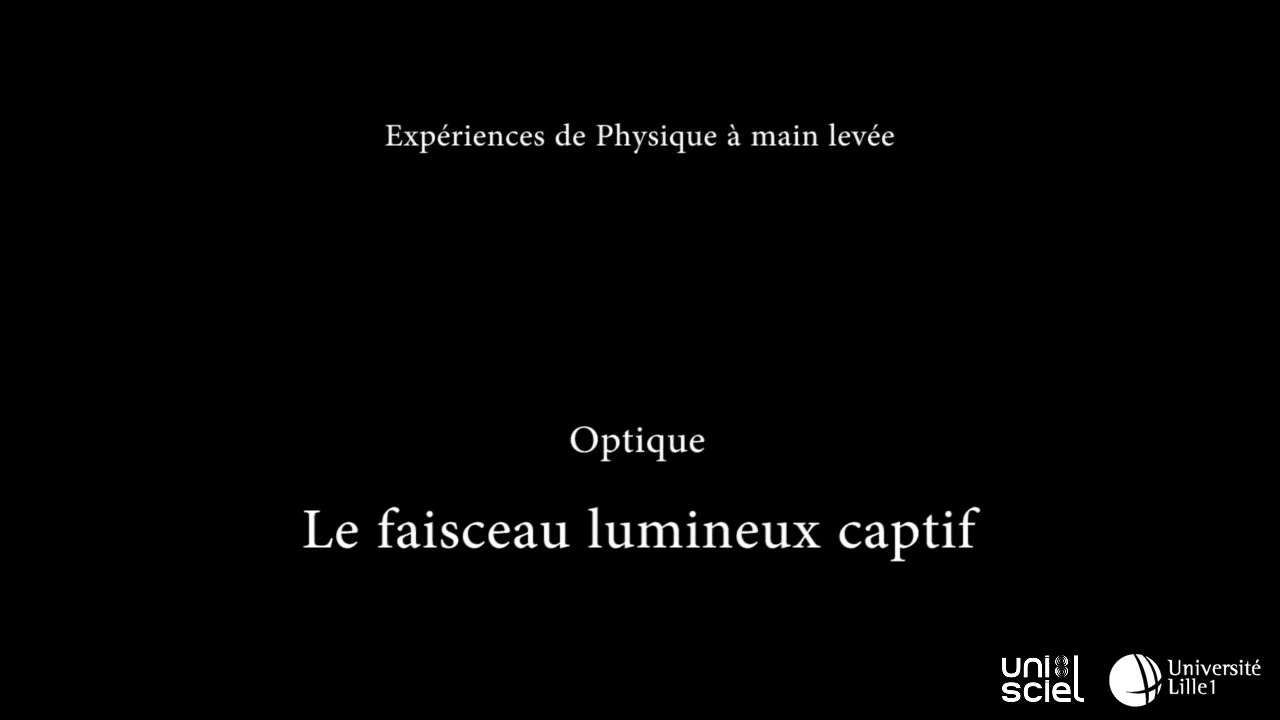 Expériences de Physique à main levée
Optique
Le faisceau lumineux captif
uni
sciel
Université
Lille1